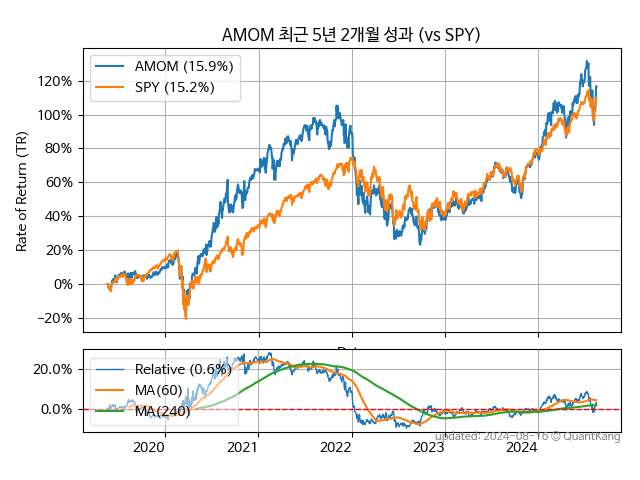 AMOM 최근 5년 2개월 성과 (vs SPY)
AMOM (15.9%)
SPY (15.2%)
Rate of Return (TR)
120%
100%
80%
60%
40%
20%
0%
−20%
Relative (0.6%)
MA(60)
MA(240)
20.0%
0.0%
2020 2021 2022 2023 2024
updated: 2024-08-16 © QuantKang